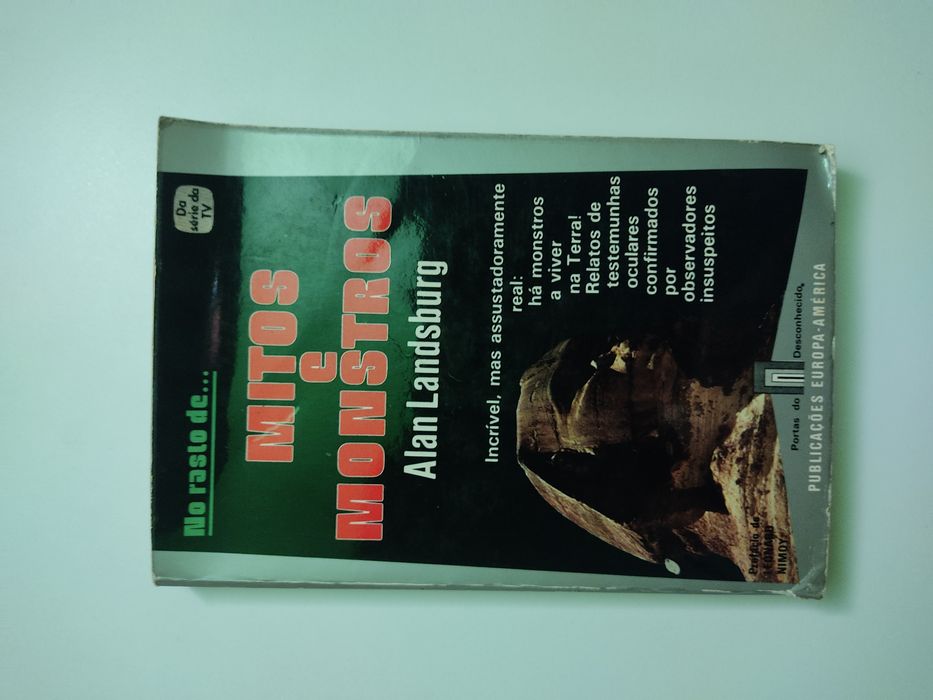 Da
série da
TV
No rasto de...
MITOS
E
MONSTROS
Alan Landsburg
Incrível, mas assustadoramente
real:
há monstros
a viver
na Terra!
Relatos de
testemunhas
oculares
confirmados
por
observadores
insuspeitos
Prefácio de
LEONARD
NIMOY
Portas do Desconhecido
PUBLICAÇÕES EUROPA-AMÉRICA